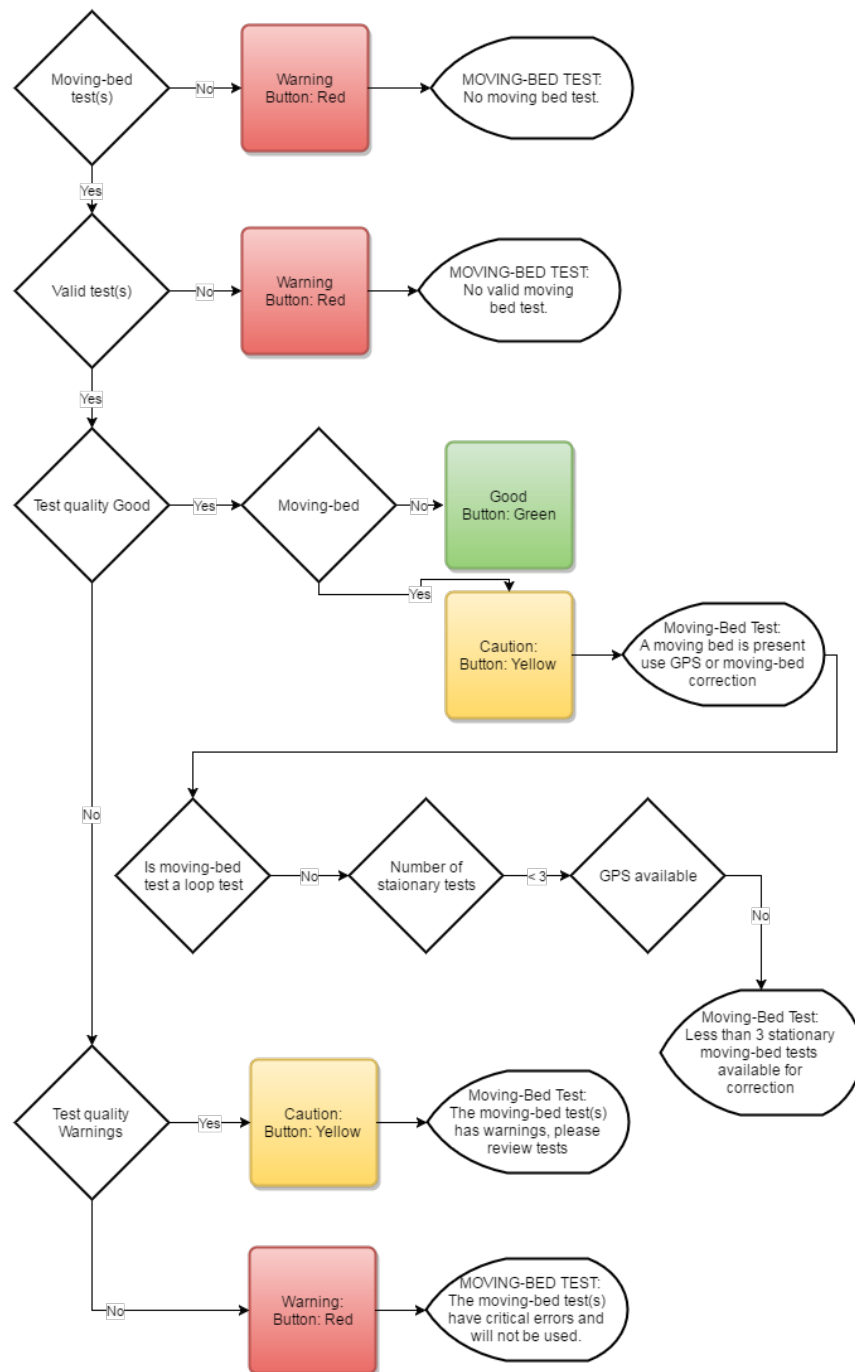 Moving-bed
test(s)
No
Warning
Button: Red
MOVING-BED TEST:
No moving bed test.
Yes
Valid test(s)
No
Warning
Button: Red
MOVING-BED TEST:
No valid moving
bed test.
Yes
Test quality Good
Yes
Moving-bed
No
Good
Button: Green
Yes
Caution:
Button: Yellow
Moving-Bed Test:
A moving bed is present
use GPS or moving-bed
correction
No
Is moving-bed
test a loop test
No
Number of
staionary tests
< 3
GPS available
No
Moving-Bed Test:
Less than 3 stationary
moving-bed tests
available for
correction
Test quality
Warnings
Yes
Caution:
Button: Yellow
Moving-Bed Test:
The moving-bed test(s)
has warnings, please
review tests
No
Warning:
Button: Red
MOVING-BED TEST:
The moving-bed test(s)
have critical errors and
will not be used.